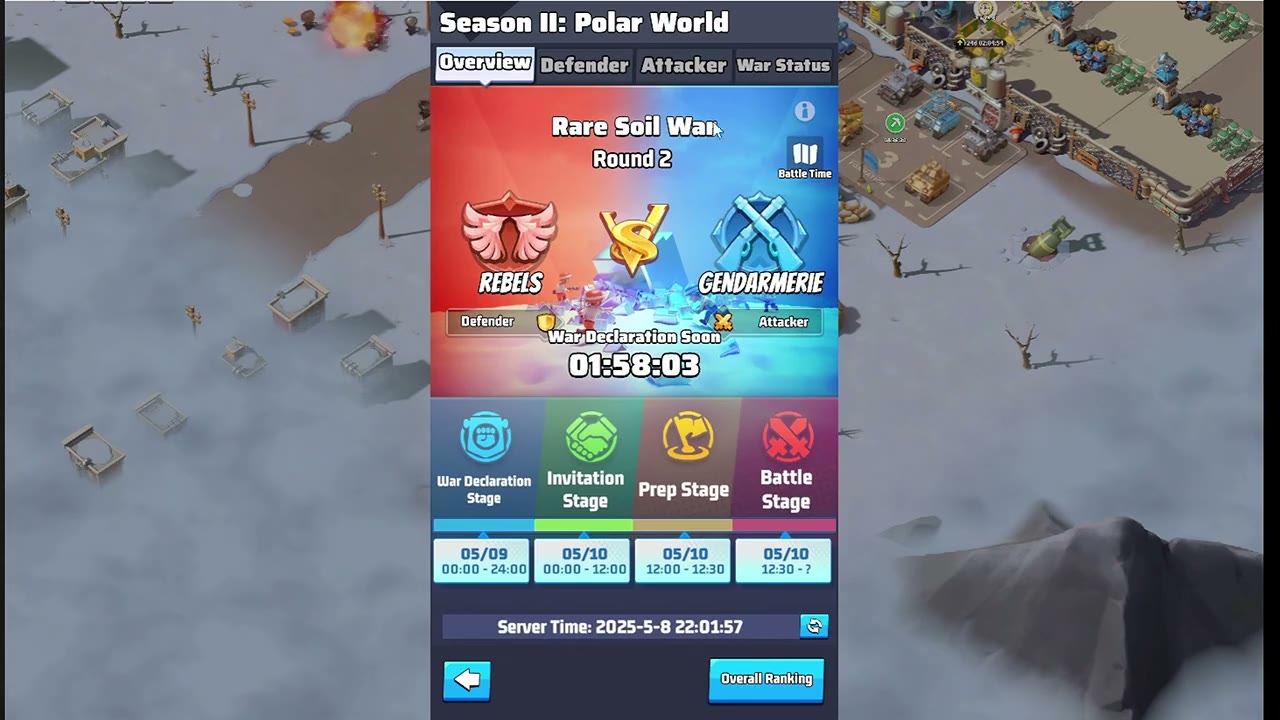 Season II: Polar World
Overview
Defender
Attacker
War Status
Rare Soil War
Round 2
Battle Time
REBELS
VS
GENDARMERIE
Defender
Attacker
War Declaration Soon
01:58:03
War Declaration
Stage
Invitation
Stage
Prep Stage
Battle
Stage
05/09
00:00 - 24:00
05/10
00:00 - 12:00
05/10
12:00 - 12:30
05/10
12:30 - ?
Server Time: 2025-5-8 22:01:57
Overall Ranking